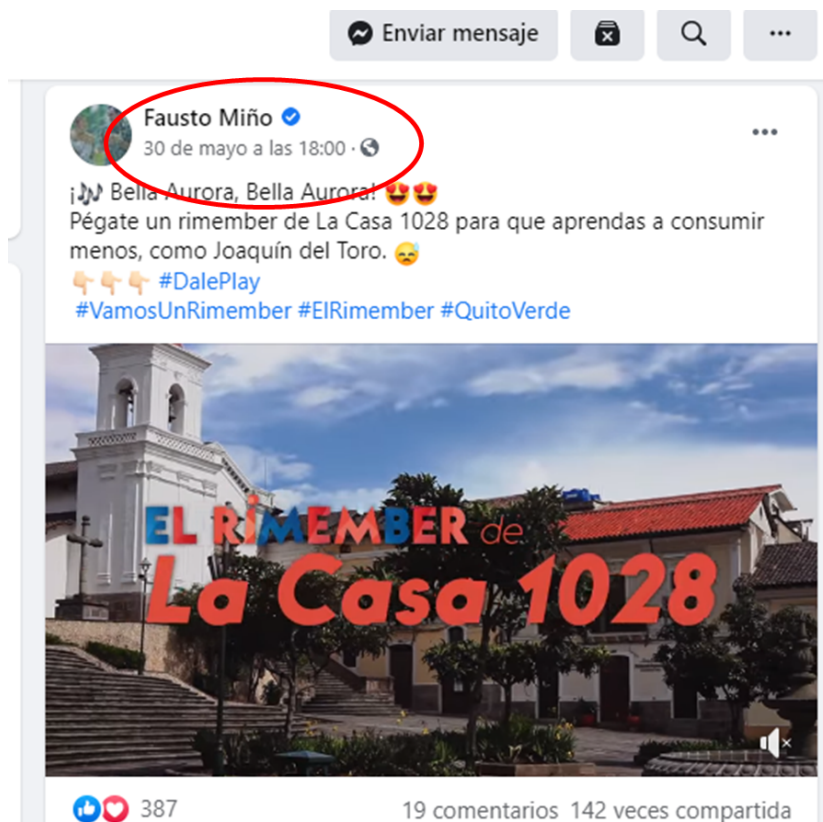 Enviar mensaje
Fausto Miño
30 de mayo a las 18:00 ·
¡🎶 Bella Aurora, Bella Aurora! 😍😍
Pégate un rimember de La Casa 1028 para que aprendas a consumir
menos, como Joaquín del Toro. 😓
👇🏻👇🏻👇🏻 #DalePlay
#VamosUnRimember #ElRimember #QuitoVerde
EL RIMEMBER de
La Casa 1028
387
19 comentarios 142 veces compartida